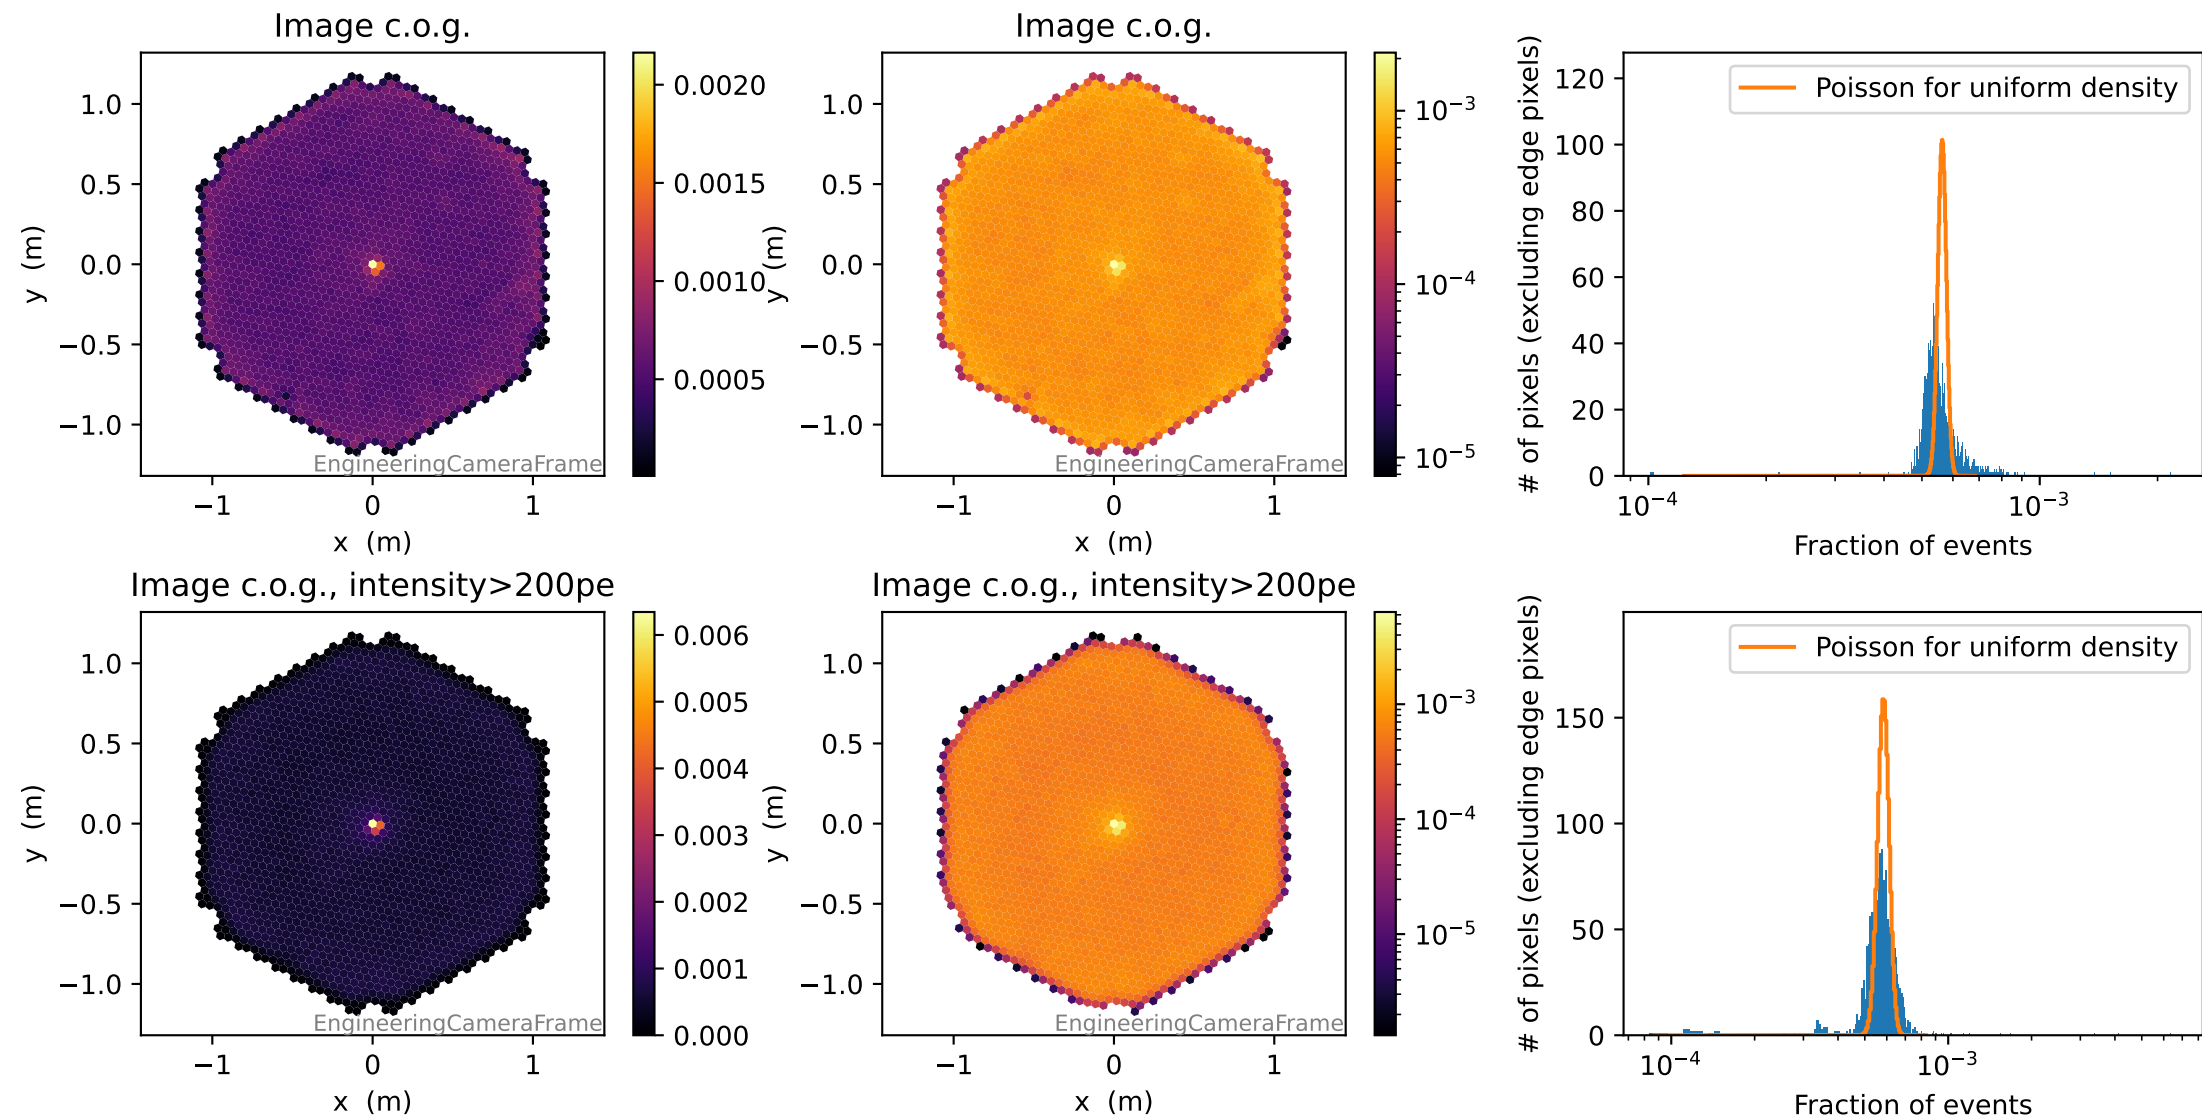 Image c.o.g.
1.0
0.5
0.0
−0.5
−1.0
y (m)
−1
0
1
x (m)
EngineeringCameraFrame
0.0020
0.0015
0.0010
0.0005
Image c.o.g.
1.0
0.5
0.0
−0.5
−1.0
y (m)
−1
0
1
x (m)
EngineeringCameraFrame
10⁻³
10⁻⁴
10⁻⁵
# of pixels (excluding edge pixels)
120
100
80
60
40
20
0
Poisson for uniform density
10⁻⁴
10⁻³
Fraction of events
Image c.o.g., intensity>200pe
1.0
0.5
0.0
−0.5
−1.0
y (m)
−1
0
1
x (m)
EngineeringCameraFrame
0.006
0.005
0.004
0.003
0.002
0.001
0.000
Image c.o.g., intensity>200pe
1.0
0.5
0.0
−0.5
−1.0
y (m)
−1
0
1
x (m)
EngineeringCameraFrame
10⁻³
10⁻⁴
10⁻⁵
# of pixels (excluding edge pixels)
150
100
50
0
Poisson for uniform density
10⁻⁴
10⁻³
Fraction of events